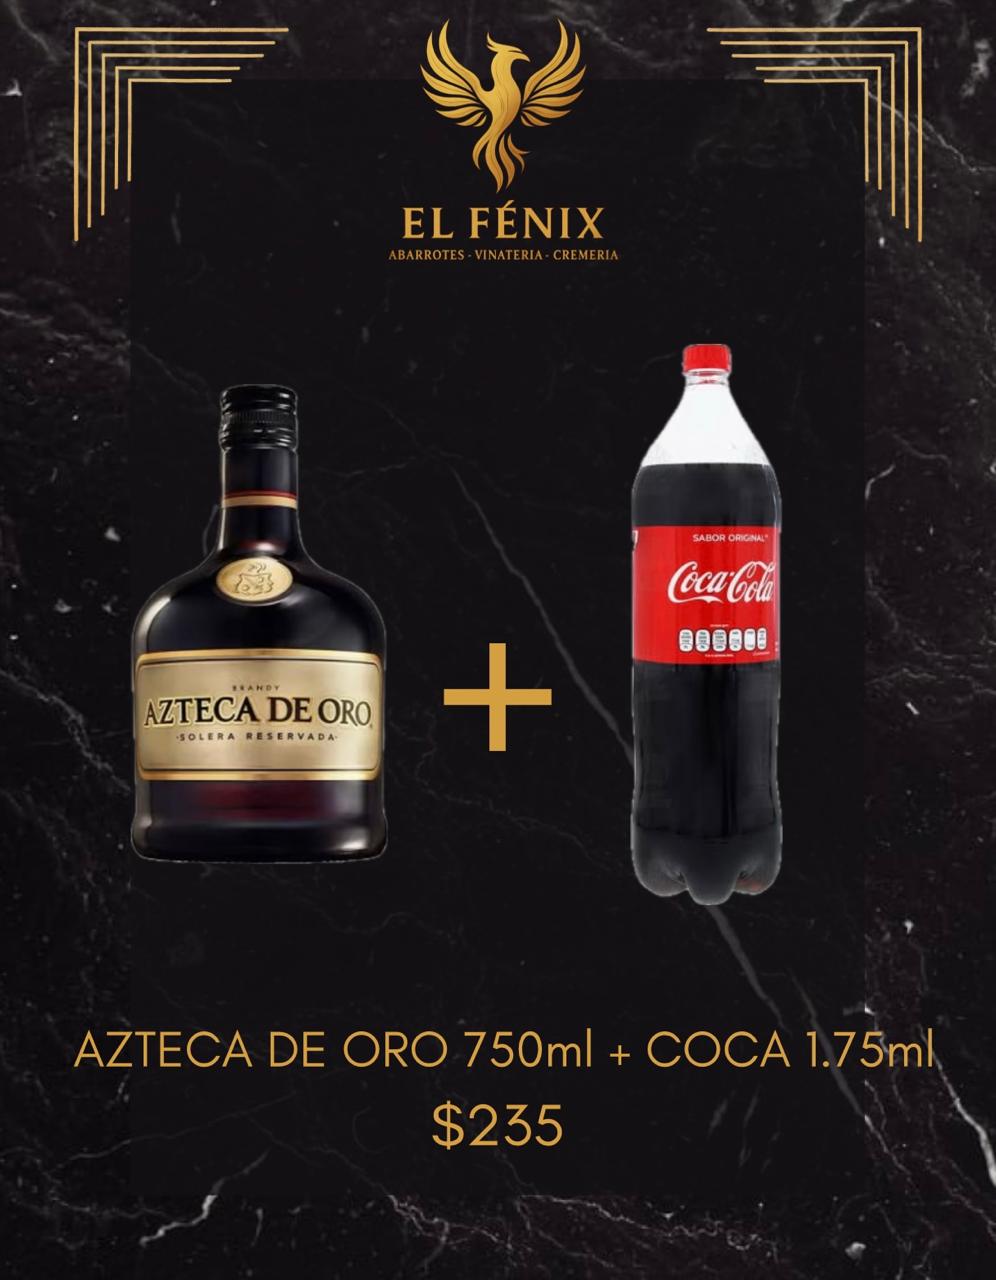 EL FÉNIX
ABARROTES - VINATERIA - CREMERIA
SABOR ORIGINAL
Coca-Cola
BRANDY
AZTECA DE ORO
·SOLERA RESERVADA·
AZTECA DE ORO 750ml + COCA 1.75ml
$235